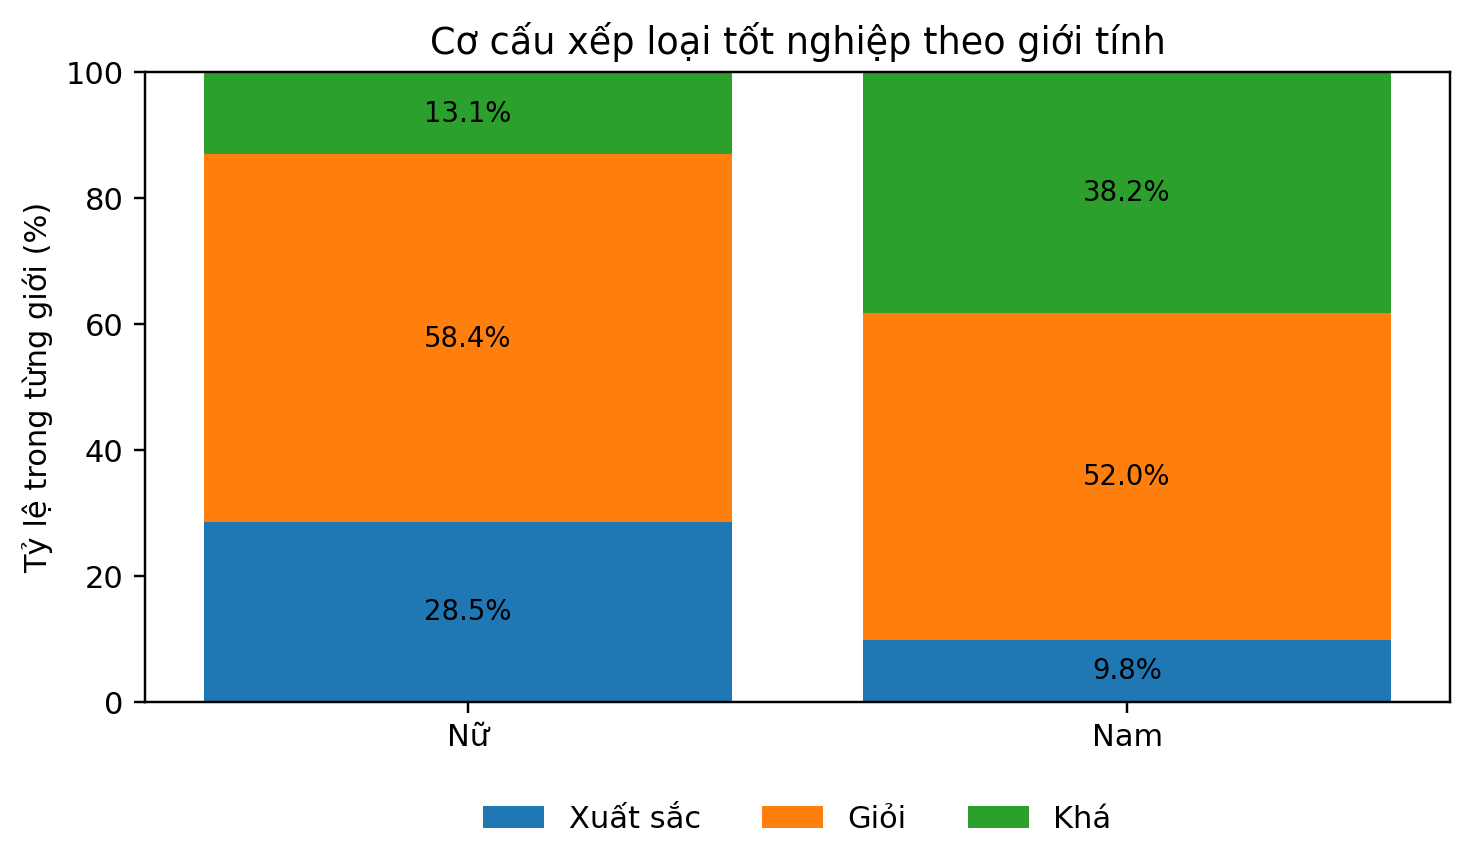 Cơ cấu xếp loại tốt nghiệp theo giới tính
Tỷ lệ trong từng giới (%)
100
80
60
40
20
0
13.1%
58.4%
28.5%
38.2%
52.0%
9.8%
Nữ
Nam
Xuất sắc
Giỏi
Khá